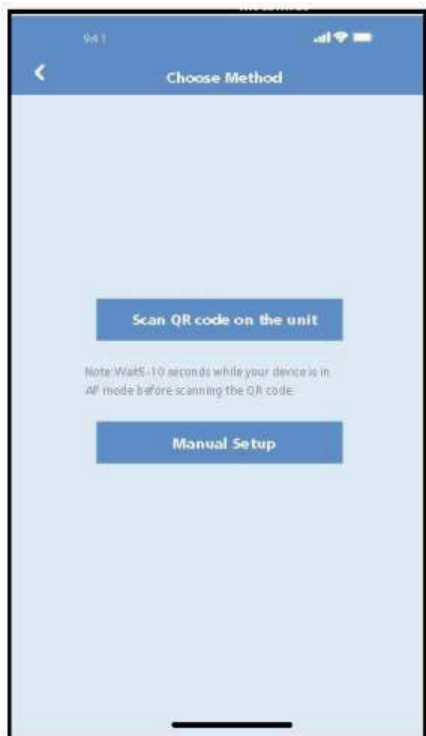 9:41
Choose Method
Scan QR code on the unit
Note:Wait5-10 seconds while your device is in
AP mode before scanning the QR code.
Manual Setup